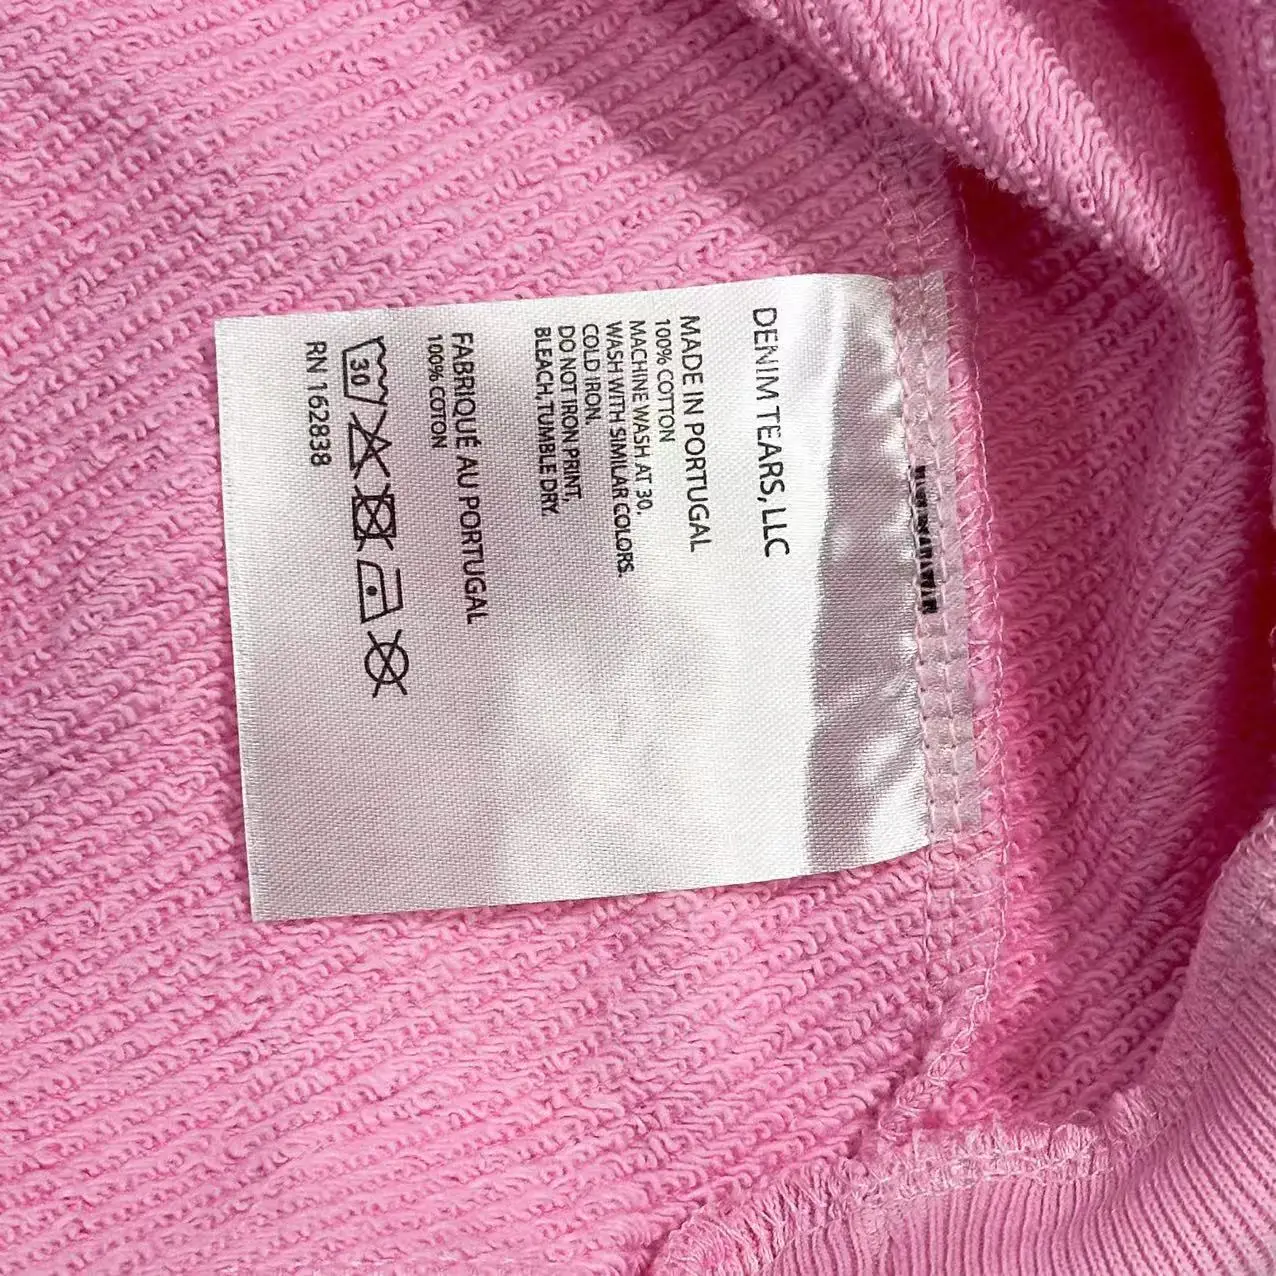 DENIM TEARS, LLC
MADE IN PORTUGAL
100% COTTON
MACHINE WASH AT 30.
WASH WITH SIMILAR COLORS.
COLD IRON.
DO NOT IRON PRINT,
BLEACH, TUMBLE DRY.
FABRIQUÉ AU PORTUGAL
100% COTON
30
RN 162838